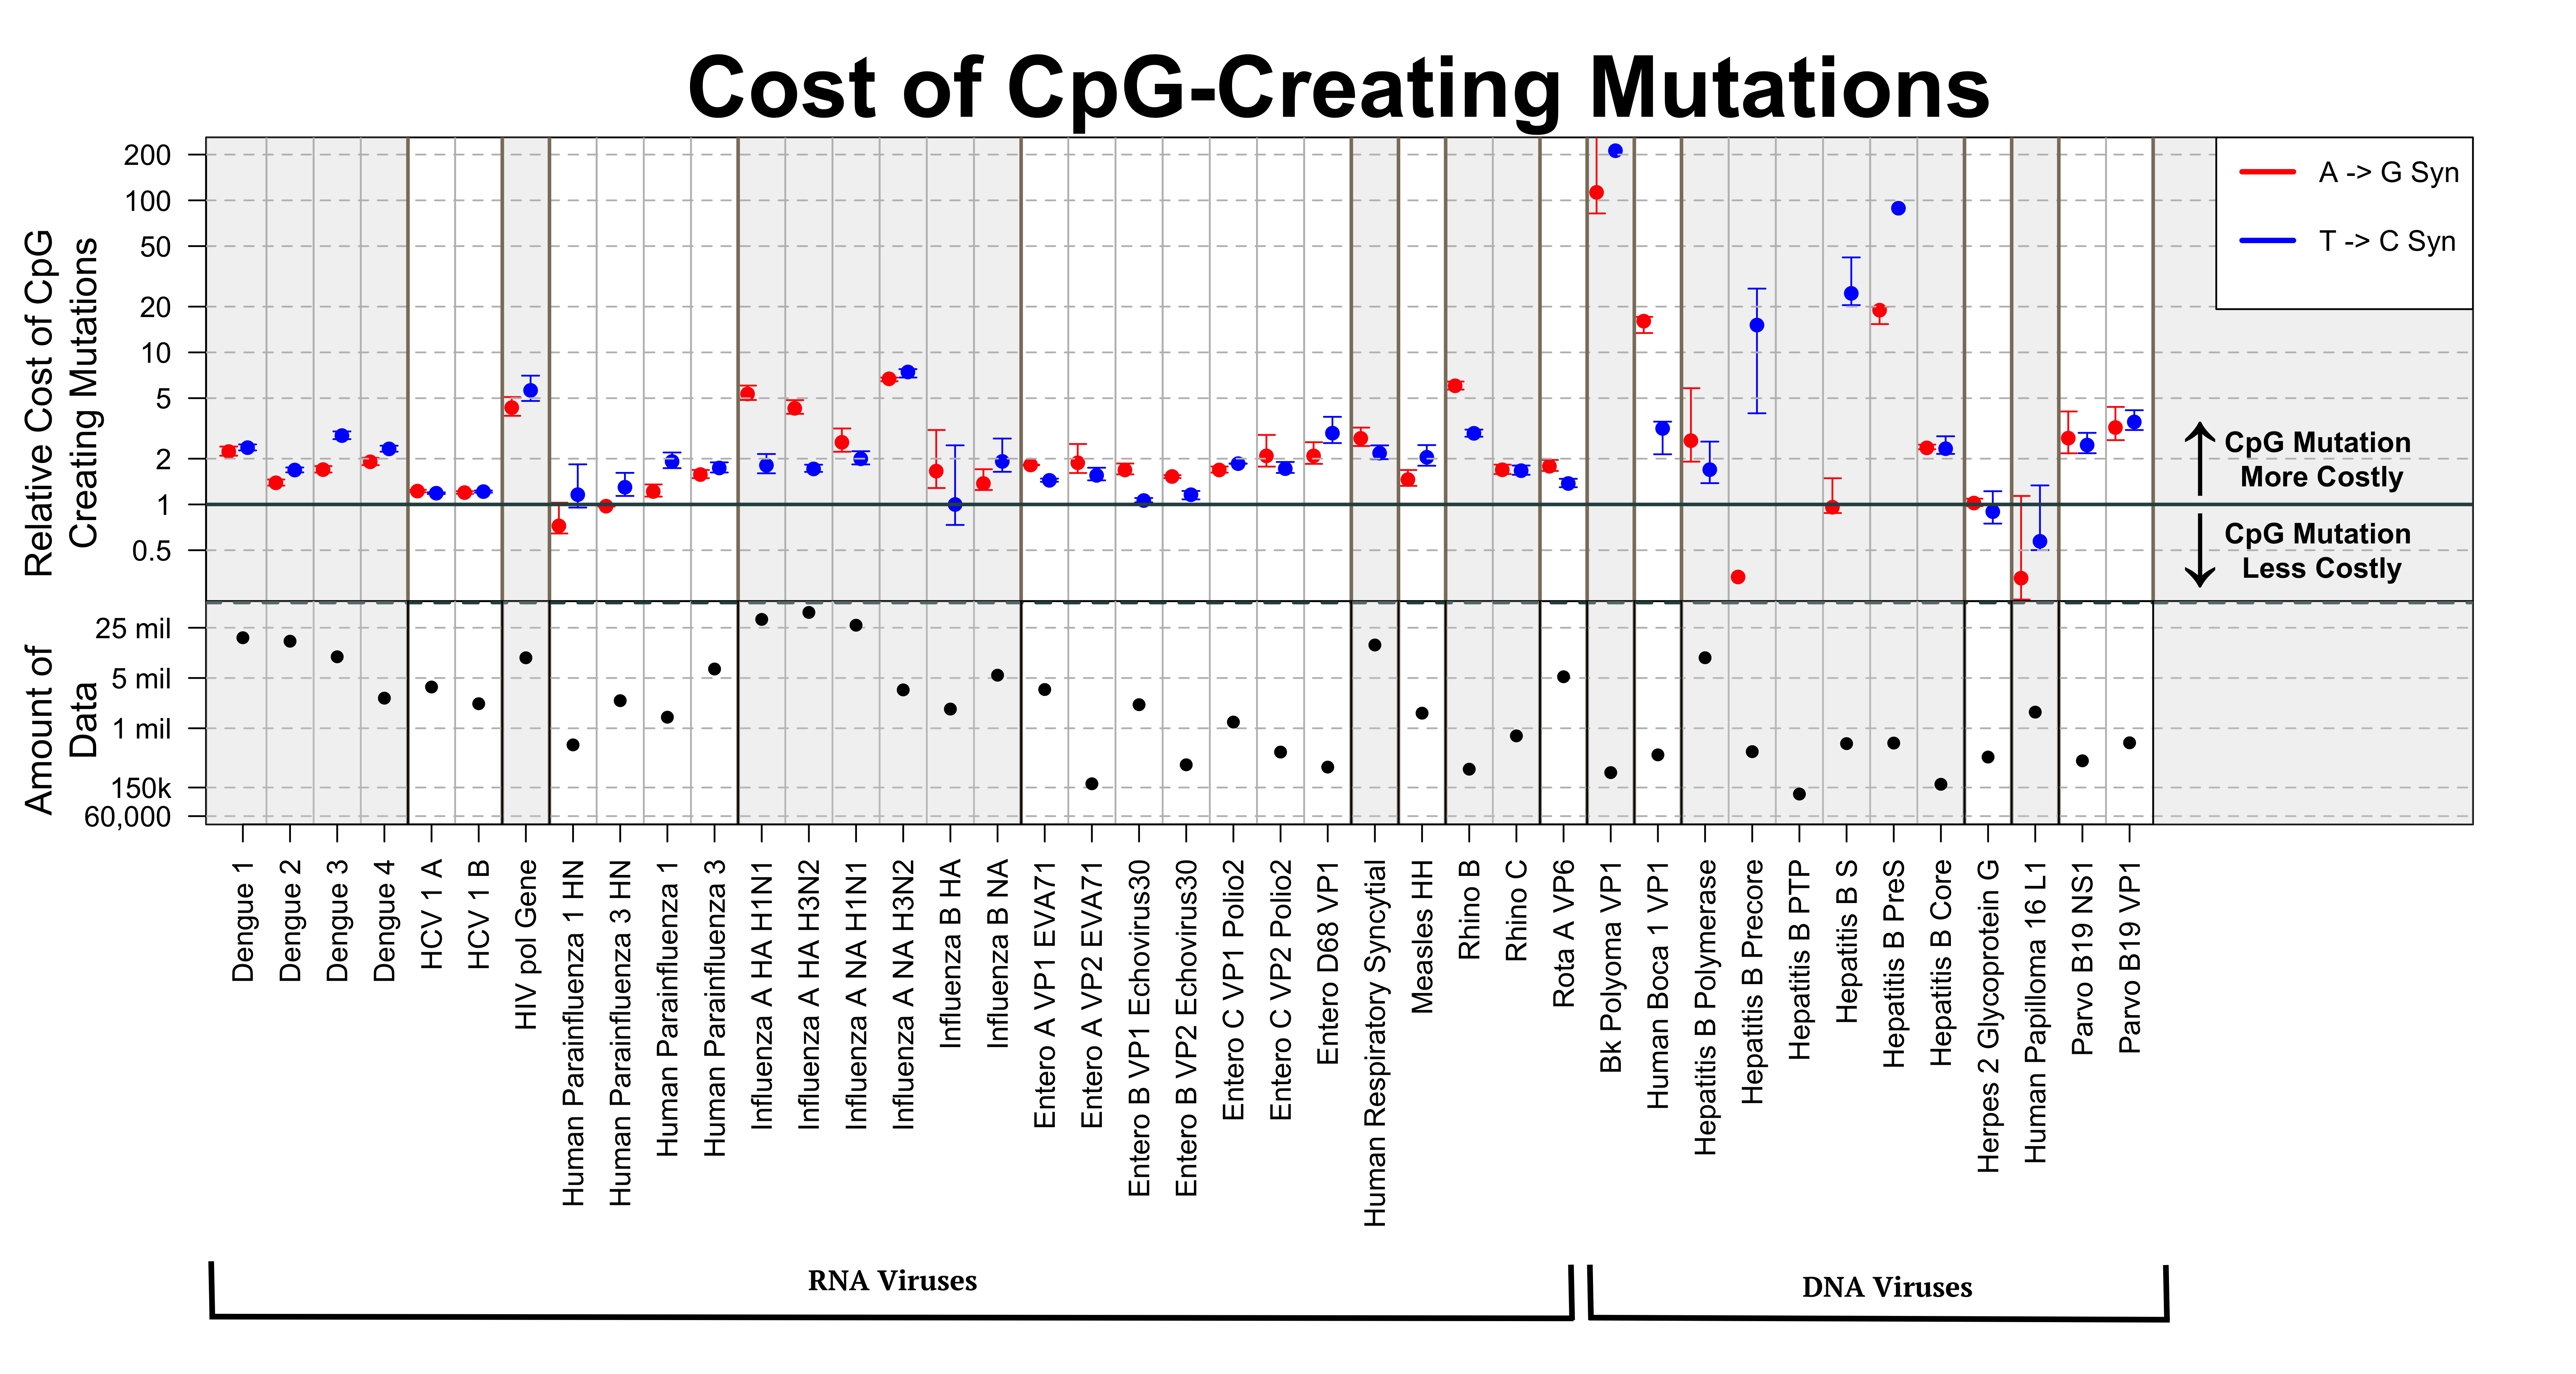 Cost of CpG-Creating Mutations
Relative Cost of CpG
Creating Mutations
200
100
50
20
10
5
2
1
0.5
A -> G Syn
T -> C Syn
CpG Mutation
More Costly
CpG Mutation
Less Costly
Amount of
Data
25 mil
5 mil
1 mil
150k
60,000
Dengue 1
Dengue 2
Dengue 3
Dengue 4
HCV 1 A
HCV 1 B
HIV pol Gene
Human Parainfluenza 1 HN
Human Parainfluenza 3 HN
Human Parainfluenza 1
Human Parainfluenza 3
Influenza A HA H1N1
Influenza A HA H3N2
Influenza A NA H1N1
Influenza A NA H3N2
Influenza B HA
Influenza B NA
Entero A VP1 EVA71
Entero A VP2 EVA71
Entero B VP1 Echovirus30
Entero B VP2 Echovirus30
Entero C VP1 Polio2
Entero C VP2 Polio2
Entero D68 VP1
Human Respiratory Syncytial
Measles HH
Rhino B
Rhino C
Rota A VP6
Bk Polyoma VP1
Human Boca 1 VP1
Hepatitis B Polymerase
Hepatitis B Precore
Hepatitis B PTP
Hepatitis B S
Hepatitis B PreS
Hepatitis B Core
Herpes 2 Glycoprotein G
Human Papilloma 16 L1
Parvo B19 NS1
Parvo B19 VP1
RNA Viruses
DNA Viruses